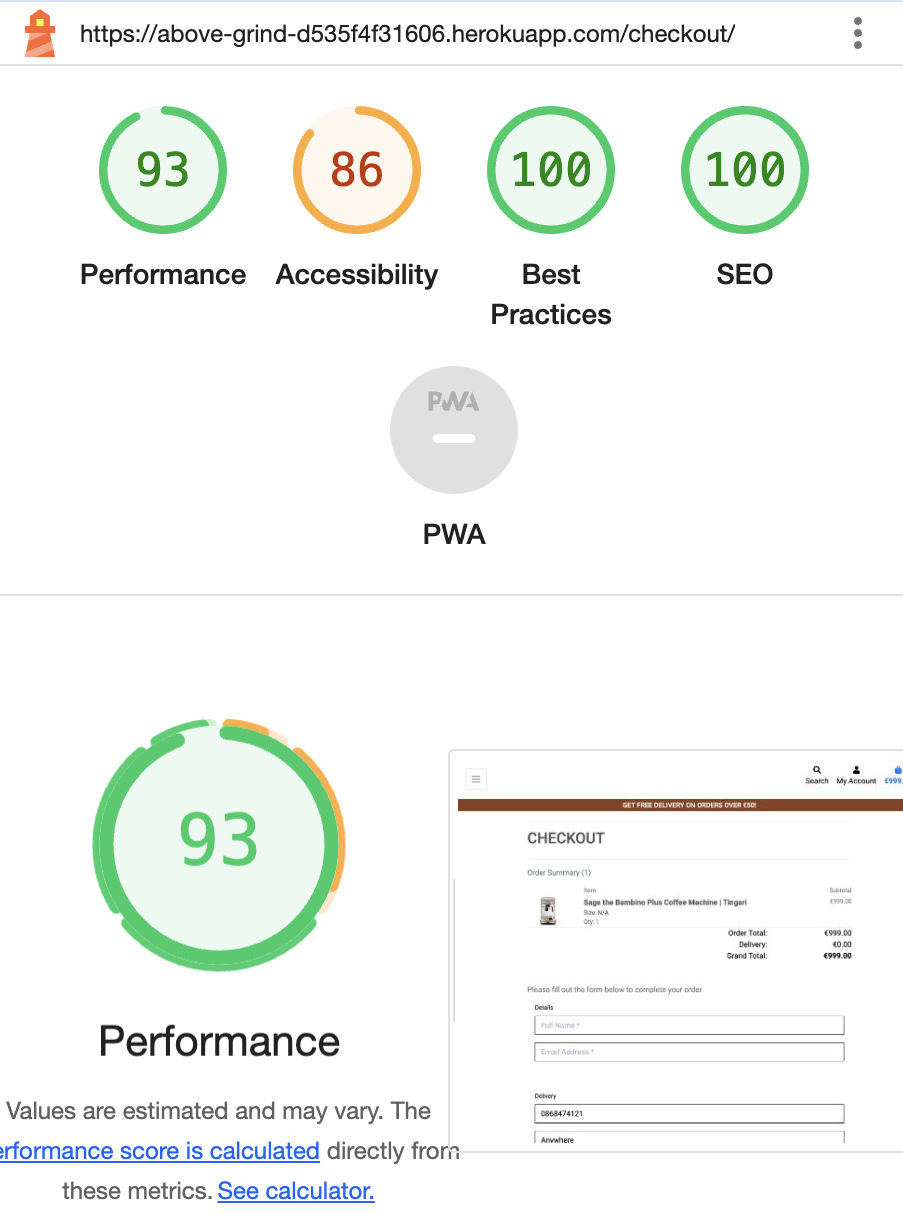 https://above-grind-d535f4f31606.herokuapp.com/checkout/
93
86
100
100
Performance
Accessibility
Best
Practices
SEO
PWA
PWA
93
Performance
Values are estimated and may vary. The
erformance score is calculated directly from
these metrics. See calculator.
Search
My Account
€999.
GET FREE DELIVERY ON ORDERS OVER €50!
CHECKOUT
Order Summary (1)
Item
Subtotal
Sage the Bambino Plus Coffee Machine | Tingari
€999.00
Size: N/A
Qty: 1
Order Total:
€999.00
Delivery:
€0.00
Grand Total:
€999.00
Please fill out the form below to complete your order
Details
Full Name *
Email Address *
Delivery
0868474121
Anywhere